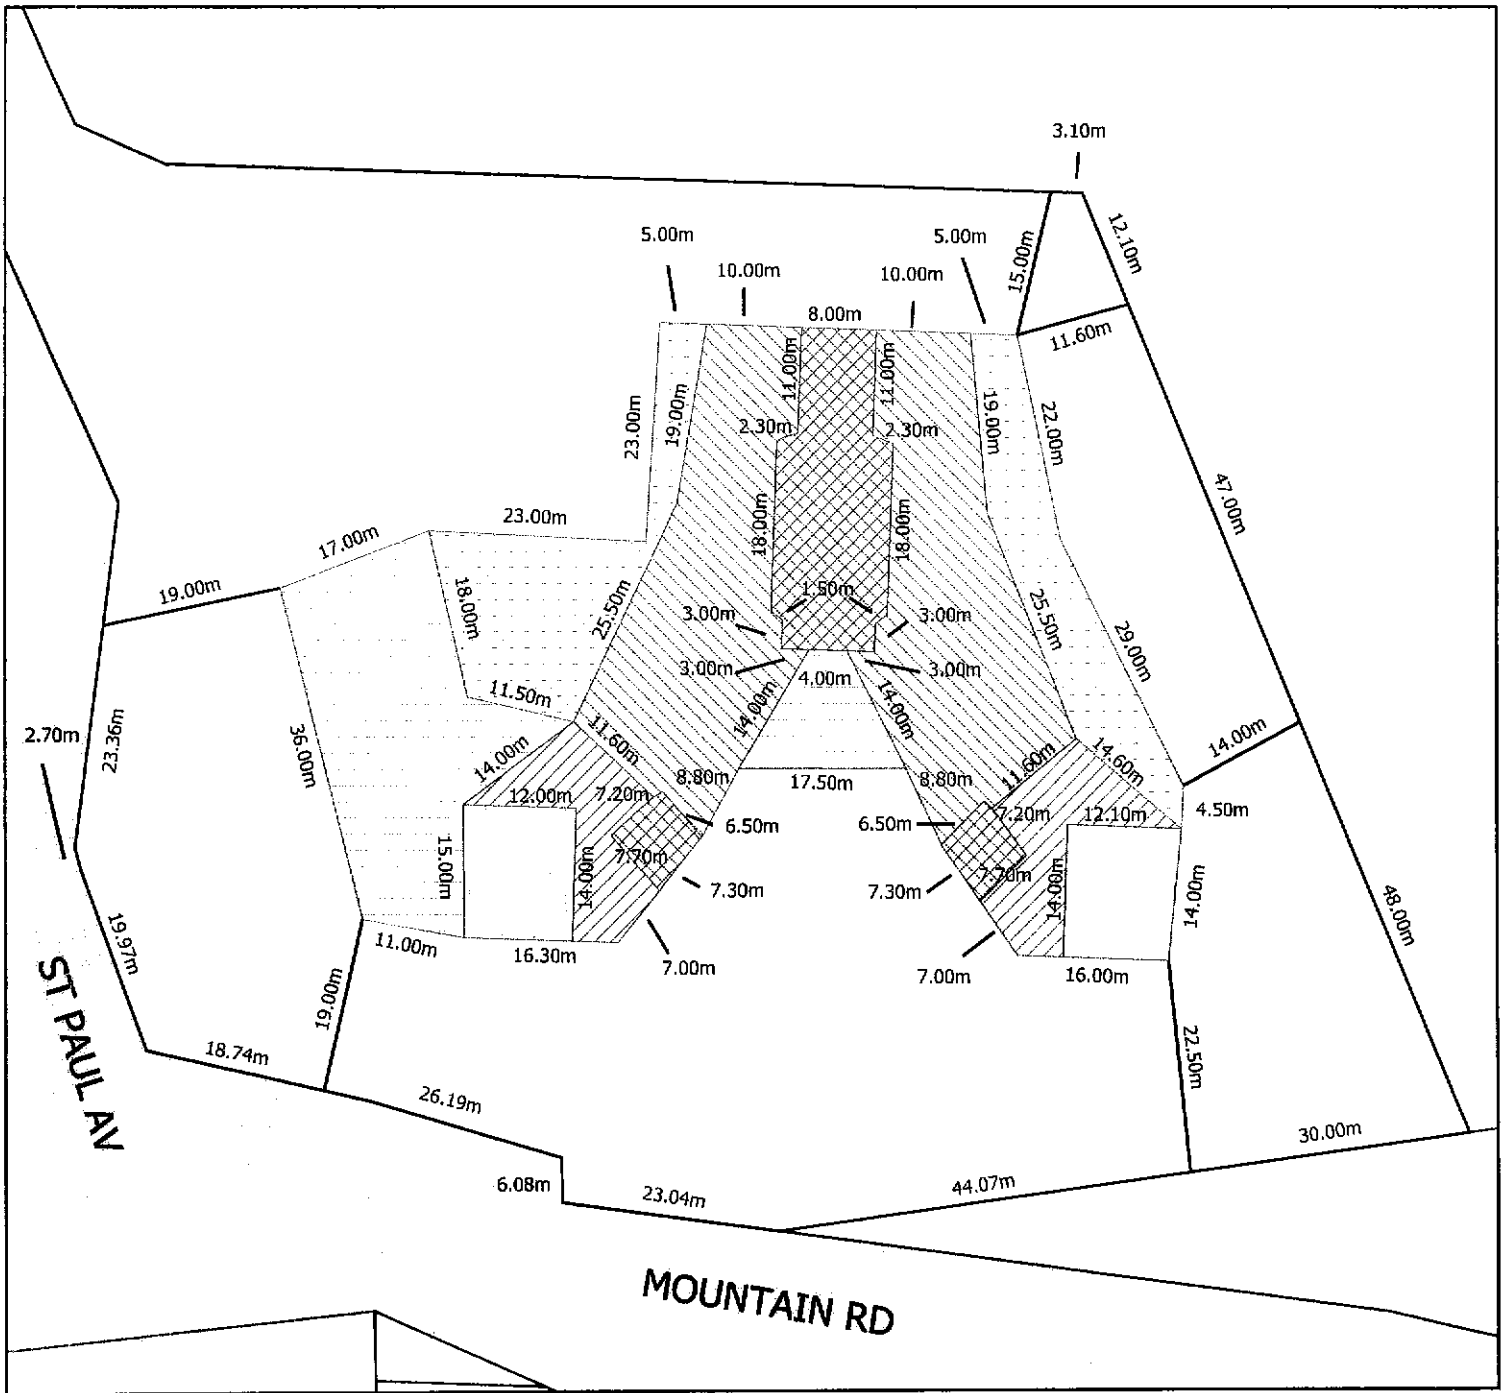 3.10m
12.10m
15.00m
5.00m
5.00m
10.00m
10.00m
8.00m
11.60m
11.00m
11.00m
19.00m
19.00m
22.00m
23.00m
2.30m
2.30m
47.00m
23.00m
17.00m
18.00m
18.00m
19.00m
18.00m
25.50m
1.50m
25.50m
3.00m
3.00m
29.00m
3.00m
3.00m
4.00m
11.50m
14.00m
14.00m
2.70m
23.36m
36.00m
14.00m
11.60m
11.60m
14.60m
14.00m
8.80m
17.50m
8.80m
12.00m
7.20m
7.20m
12.10m
4.50m
6.50m
6.50m
15.00m
7.70m
7.70m
14.00m
7.30m
7.30m
14.00m
14.00m
48.00m
19.97m
11.00m
16.30m
7.00m
7.00m
16.00m
19.00m
18.74m
22.50m
ST PAUL AV
26.19m
30.00m
6.08m
23.04m
44.07m
MOUNTAIN RD